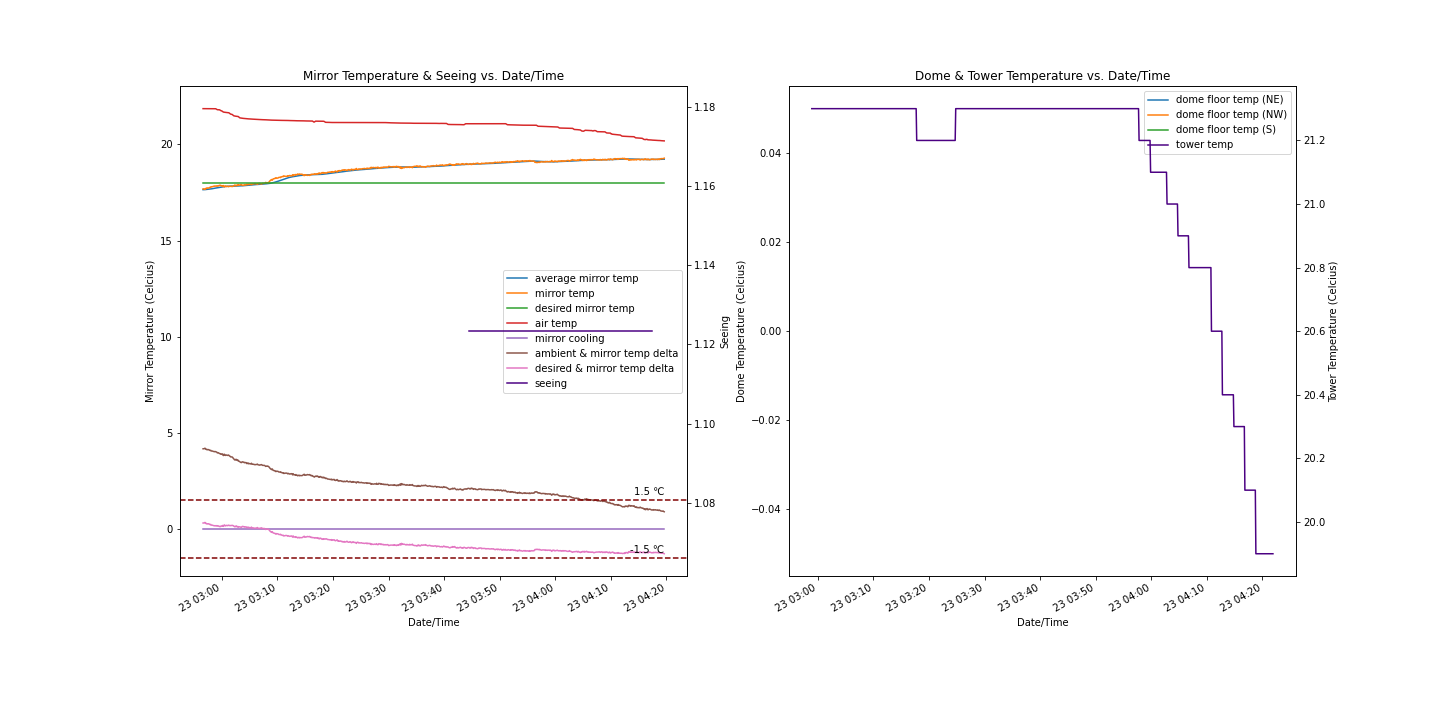 Mirror Temperature & Seeing vs. Date/Time
Mirror Temperature (Celcius)
20
15
10
5
0
1.18
1.16
1.14
1.12
1.10
1.08
Seeing
average mirror temp
mirror temp
desired mirror temp
air temp
mirror cooling
ambient & mirror temp delta
desired & mirror temp delta
seeing
1.5 °C
-1.5 °C
23 03:00
23 03:10
23 03:20
23 03:30
23 03:40
23 03:50
23 04:00
23 04:10
23 04:20
Date/Time
Dome & Tower Temperature vs. Date/Time
Dome Temperature (Celcius)
0.04
0.02
0.00
−0.02
−0.04
dome floor temp (NE)
dome floor temp (NW)
dome floor temp (S)
tower temp
21.2
21.0
20.8
20.6
20.4
20.2
20.0
Tower Temperature (Celcius)
23 03:00
23 03:10
23 03:20
23 03:30
23 03:40
23 03:50
23 04:00
23 04:10
23 04:20
Date/Time